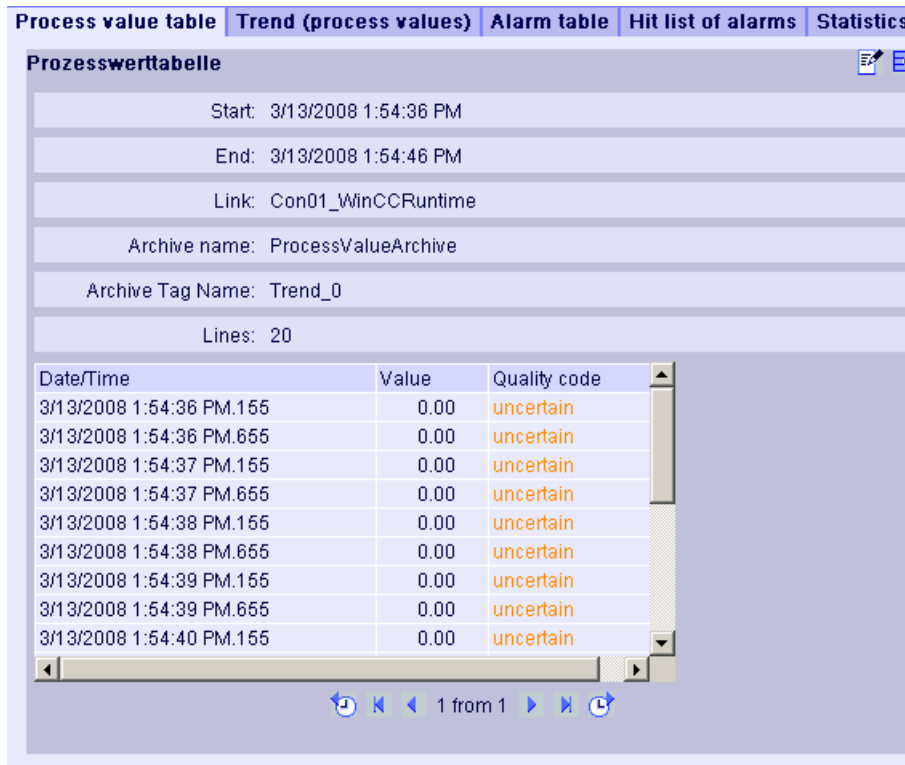 Process value table Trend (process values) Alarm table Hit list of alarms Statistics
Prozesswerttabelle
Start: 3/13/2008 1:54:36 PM
End: 3/13/2008 1:54:46 PM
Link: Con01_WinCCRuntime
Archive name: ProcessValueArchive
Archive Tag Name: Trend_0
Lines: 20
Date/Time Value Quality code
3/13/2008 1:54:36 PM.155 0.00 uncertain
3/13/2008 1:54:36 PM.655 0.00 uncertain
3/13/2008 1:54:37 PM.155 0.00 uncertain
3/13/2008 1:54:37 PM.655 0.00 uncertain
3/13/2008 1:54:38 PM.155 0.00 uncertain
3/13/2008 1:54:38 PM.655 0.00 uncertain
3/13/2008 1:54:39 PM.155 0.00 uncertain
3/13/2008 1:54:39 PM.655 0.00 uncertain
3/13/2008 1:54:40 PM.155 0.00 uncertain
1 from 1